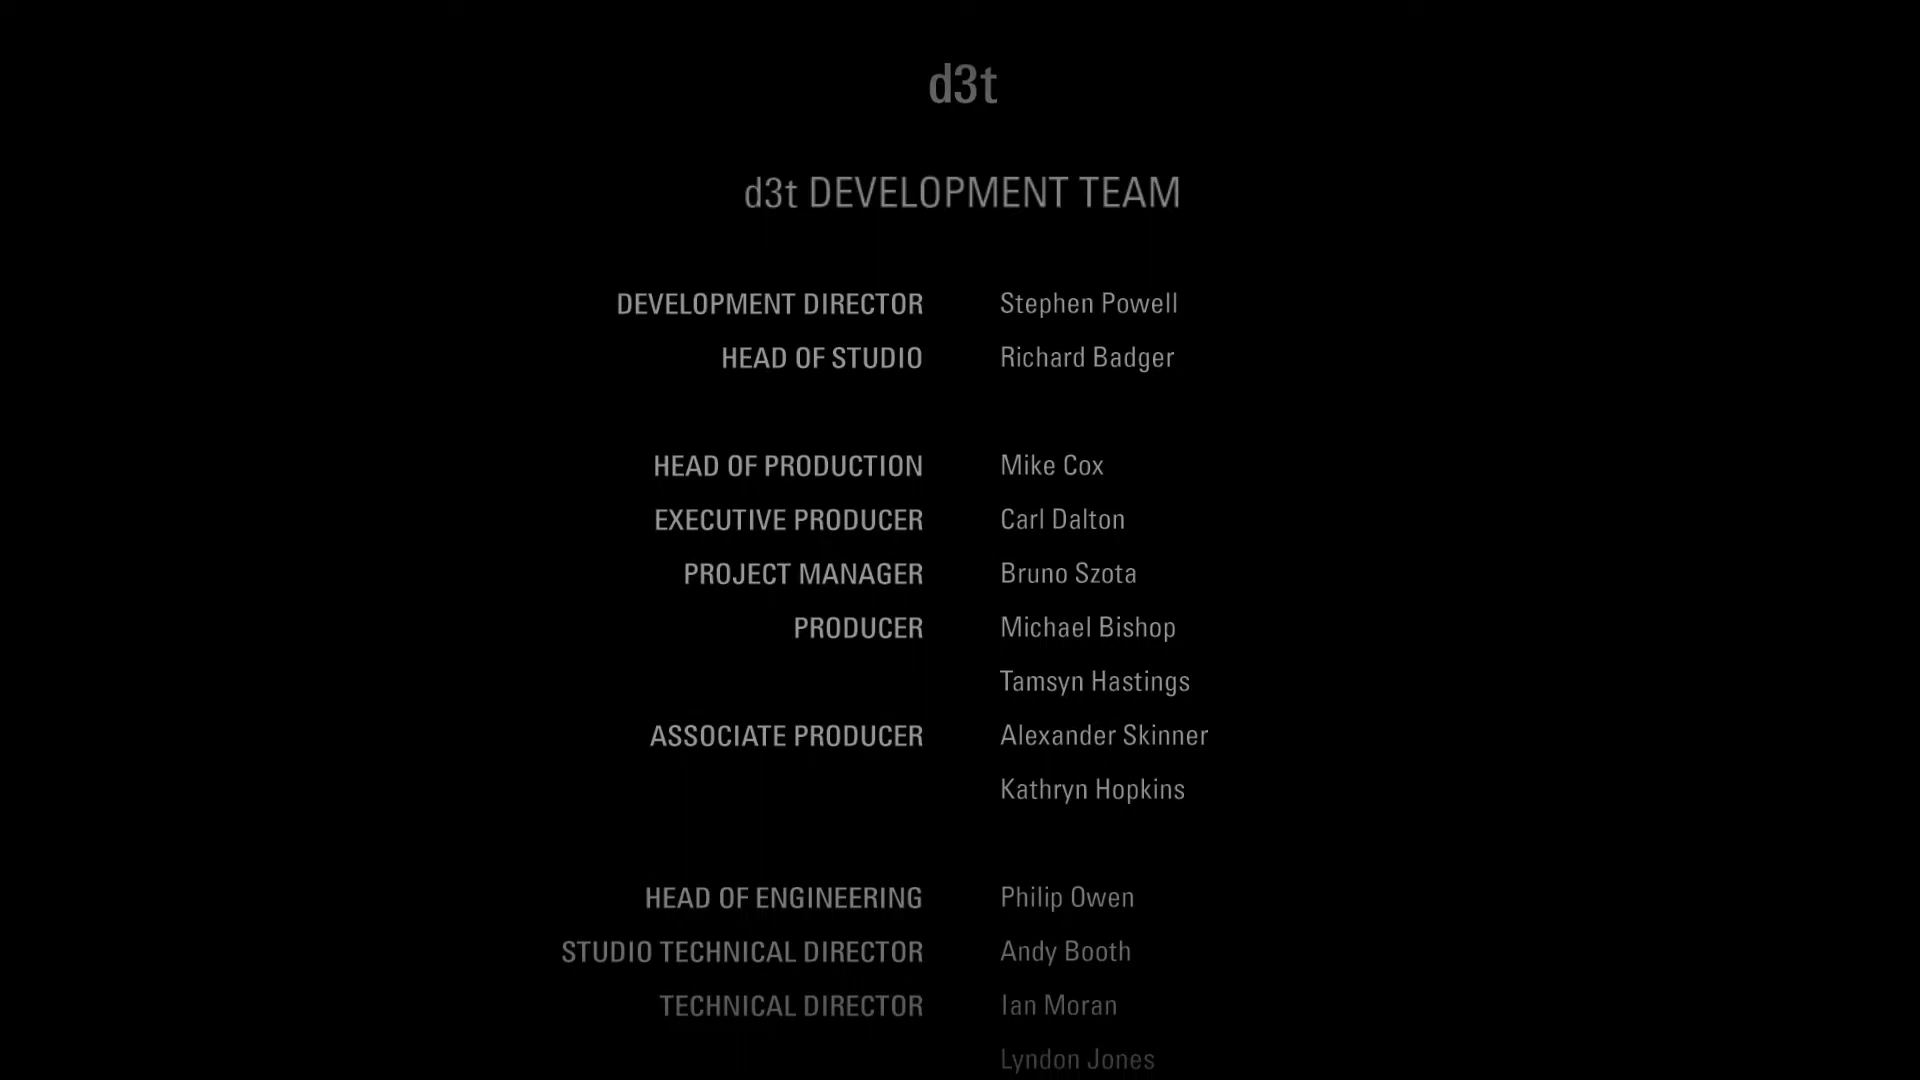 d3t
d3t DEVELOPMENT TEAM
DEVELOPMENT DIRECTOR Stephen Powell
HEAD OF STUDIO Richard Badger
HEAD OF PRODUCTION Mike Cox
EXECUTIVE PRODUCER Carl Dalton
PROJECT MANAGER Bruno Szota
PRODUCER Michael Bishop
Tamsyn Hastings
ASSOCIATE PRODUCER Alexander Skinner
Kathryn Hopkins
HEAD OF ENGINEERING Philip Owen
STUDIO TECHNICAL DIRECTOR Andy Booth
TECHNICAL DIRECTOR Ian Moran
Lyndon Jones